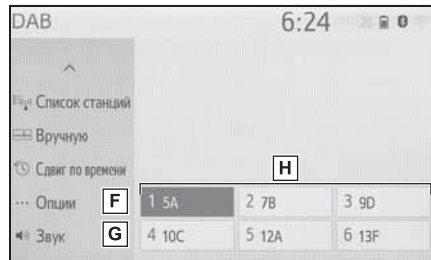 DAB 6:24
Список станций
Вручную
Сдвиг по времени
H
Опции F 1 5A 2 7B 3 9D
Звук G 4 10C 5 12A 6 13F